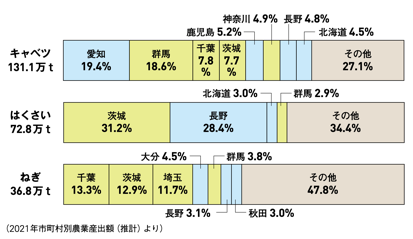 神奈川 4.9% 長野 4.8%
鹿児島 5.2% 北海道 4.5%
キャベツ 131.1万t
愛知 19.4%
群馬 18.6%
千葉 7.8%
茨城 7.7%
その他 27.1%
北海道 3.0% 群馬 2.9%
はくさい 72.8万t
茨城 31.2%
長野 28.4%
その他 34.4%
大分 4.5% 群馬 3.8%
ねぎ 36.8万t
千葉 13.3%
茨城 12.9%
埼玉 11.7%
その他 47.8%
長野 3.1% 秋田 3.0%
(2021年市町村別農業産出額(推計)より)